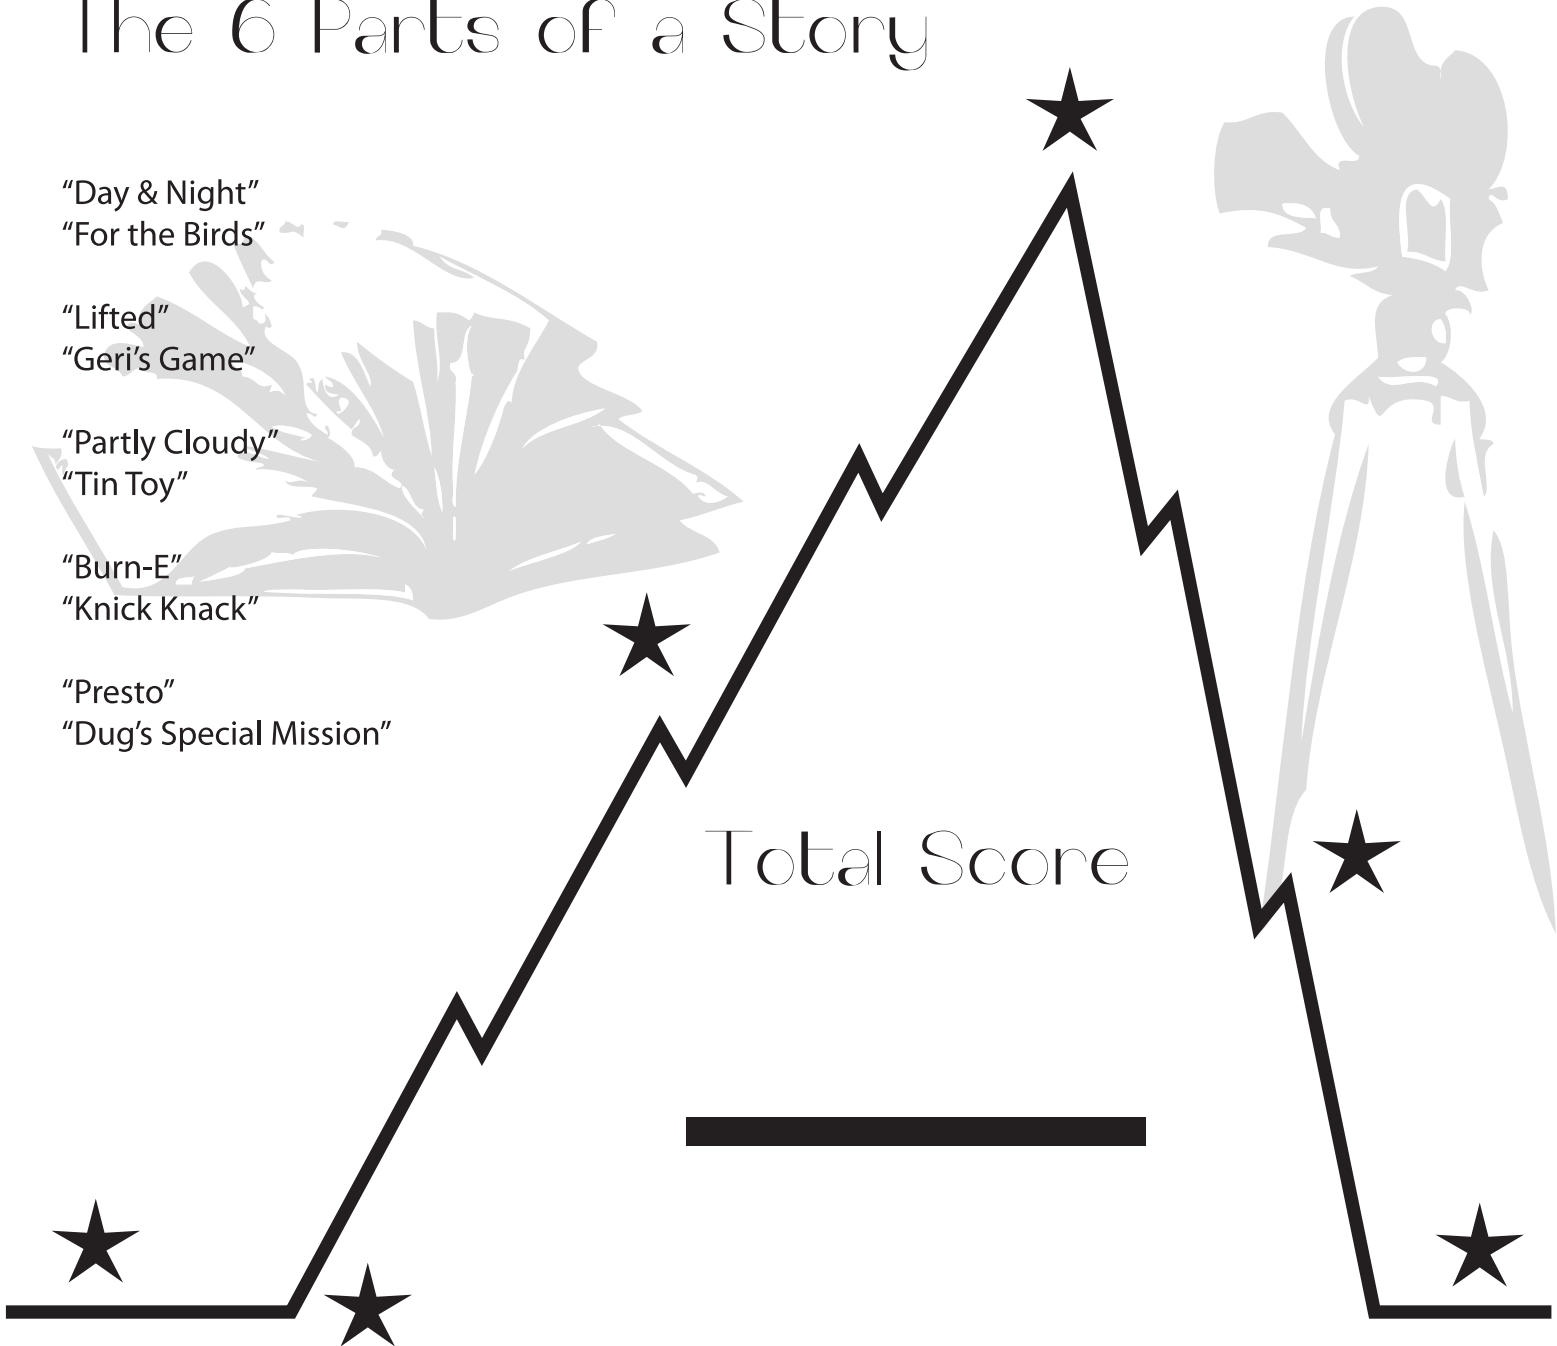 The 6 Parts of a Story
“Day & Night”
“For the Birds”
“Lifted”
“Geri’s Game”
“Partly Cloudy”
“Tin Toy”
“Burn-E”
“Knick Knack”
“Presto”
“Dug’s Special Mission”
Total Score